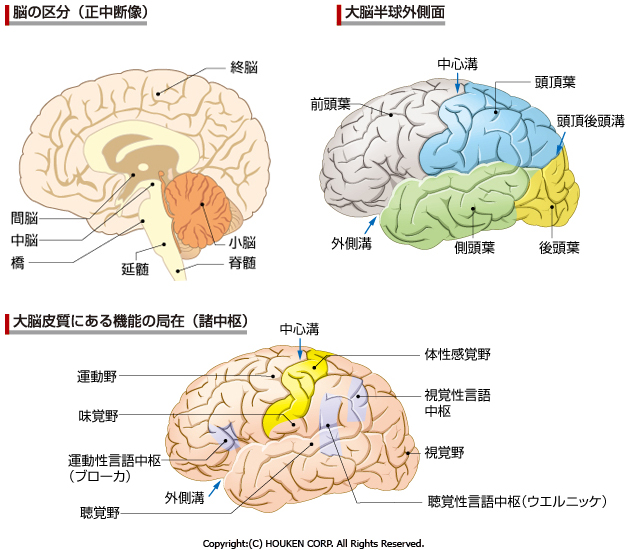 脳の区分（正中断像）
終脳
間脳
中脳
橋
延髄
脊髄
小脳
大脳半球外側面
中心溝
頭頂葉
前頭葉
頭頂後頭溝
外側溝
側頭葉
後頭葉
大脳皮質にある機能の局在（諸中枢）
中心溝
体性感覚野
運動野
視覚性言語
中枢
味覚野
運動性言語中枢
（ブローカ）
視覚野
外側溝
聴覚性言語中枢（ウエルニッケ）
聴覚野
Copyright:(C) HOUKEN CORP. All Rights Reserved.